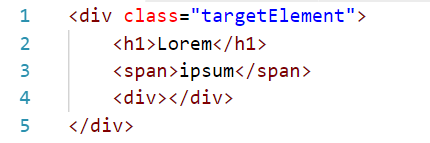 1 <div class="targetElement">
2     <h1>Lorem</h1>
3     <span>ipsum</span>
4     <div></div>
5 </div>